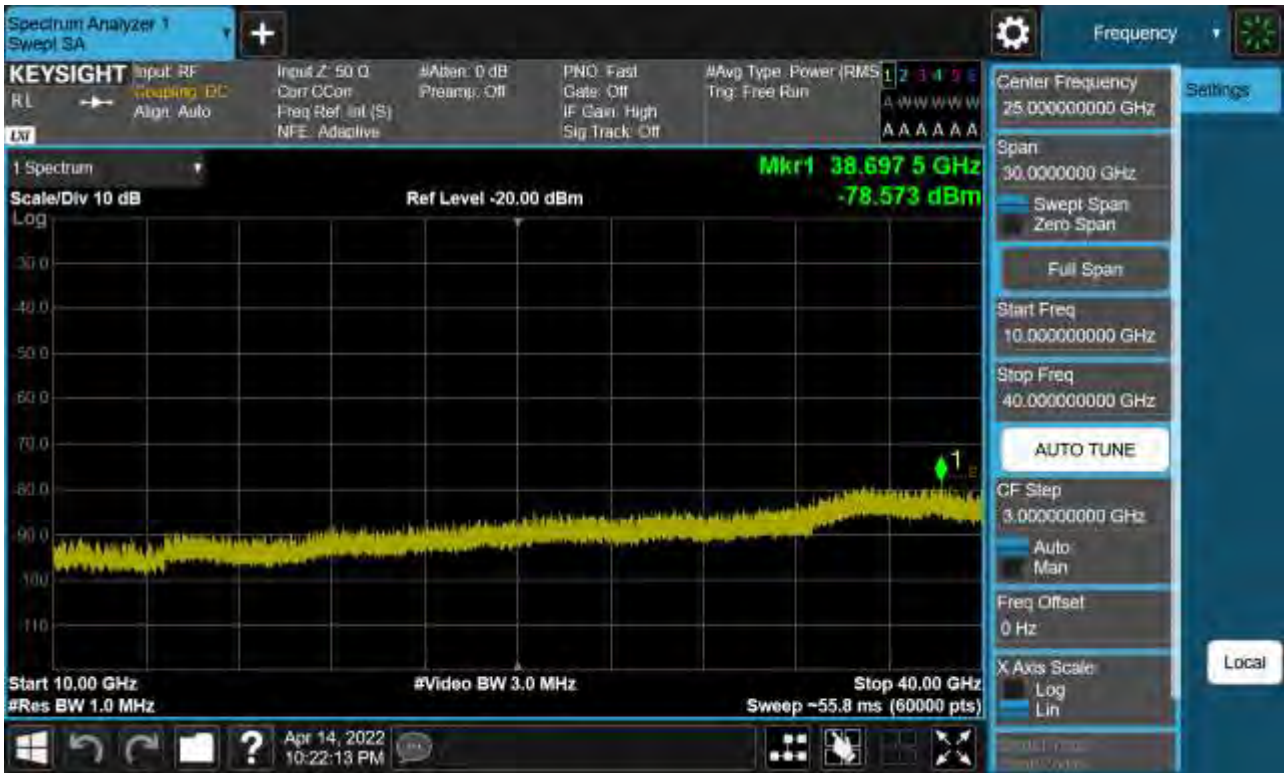 Spectrum Analyzer 1
Swept SA
Frequency
KEYSIGHT
RL
LXI
Input: RF
Coupling: DC
Align: Auto
Input Z: 50 Ω
Corr CCorr
Freq Ref: Int (S)
NFE: Adaptive
#Atten: 0 dB
Preamp: Off
PNO: Fast
Gate: Off
IF Gain: High
Sig Track: Off
#Avg Type: Power (RMS
Trig: Free Run
1 2 3 4 5 6
A W W W W W
A A A A A A
1 Spectrum
Scale/Div 10 dB
Log
Ref Level -20.00 dBm
Mkr1 38.697 5 GHz
-78.573 dBm
-30.0
-40.0
-50.0
-60.0
-70.0
-80.0
-90.0
-100
-110
1
Start 10.00 GHz
#Res BW 1.0 MHz
#Video BW 3.0 MHz
Stop 40.00 GHz
Sweep ~55.8 ms (60000 pts)
Center Frequency
25.000000000 GHz
Span
30.0000000 GHz
Swept Span
Zero Span
Full Span
Start Freq
10.000000000 GHz
Stop Freq
40.000000000 GHz
AUTO TUNE
CF Step
3.000000000 GHz
Auto
Man
Freq Offset
0 Hz
X Axis Scale
Log
Lin
Settings
Local
?
Apr 14, 2022
10:22:13 PM